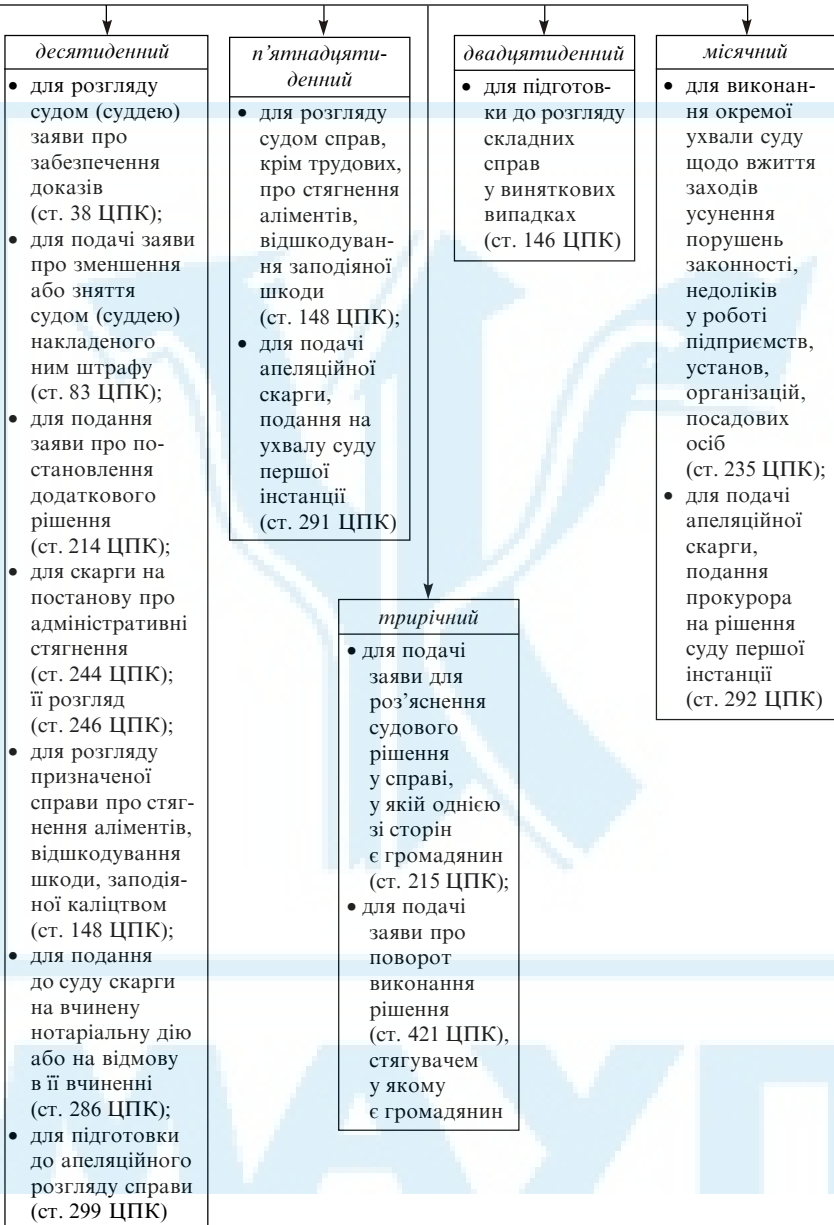 десятиденний
• для розгляду
судом (суддею)
заяви про
забезпечення
доказів
(ст. 38 ЦПК);
• для подачі заяви
про зменшення
або зняття
судом (суддею)
накладеного
ним штрафу
(ст. 83 ЦПК);
• для подання
заяви про по-
становлення
додаткового
рішення
(ст. 214 ЦПК);
• для скарги на
постанову про
адміністративні
стягнення
(ст. 244 ЦПК);
її розгляд
(ст. 246 ЦПК);
• для розгляду
призначеної
справи про стяг-
нення аліментів,
відшкодування
шкоди, заподія-
ної каліцтвом
(ст. 148 ЦПК);
• для подання
до суду скарги
на вчинену
нотаріальну дію
або на відмову
в її вчиненні
(ст. 286 ЦПК);
• для підготовки
до апеляційного
розгляду справи
(ст. 299 ЦПК)
п’ятнадцяти-
денний
• для розгляду
судом справ,
крім трудових,
про стягнення
аліментів,
відшкодуван-
ня заподіяної
шкоди
(ст. 148 ЦПК);
• для подачі
апеляційної
скарги,
подання на
ухвалу суду
першої
інстанції
(ст. 291 ЦПК)
двадцятиденний
• для підготов-
ки до розгляду
складних
справ
у виняткових
випадках
(ст. 146 ЦПК)
місячний
• для виконан-
ня окремої
ухвали суду
щодо вжиття
заходів
усунення
порушень
законності,
недоліків
у роботі
підприємств,
установ,
організацій,
посадових
осіб
(ст. 235 ЦПК);
• для подачі
апеляційної
скарги,
подання
прокурора
на рішення
суду першої
інстанції
(ст. 292 ЦПК)
трирічний
• для подачі
заяви для
роз’яснення
судового
рішення
у справі,
у якій однією
зі сторін
є громадянин
(ст. 215 ЦПК);
• для подачі
заяви про
поворот
виконання
рішення
(ст. 421 ЦПК),
стягувачем
у якому
є громадянин
МАУП